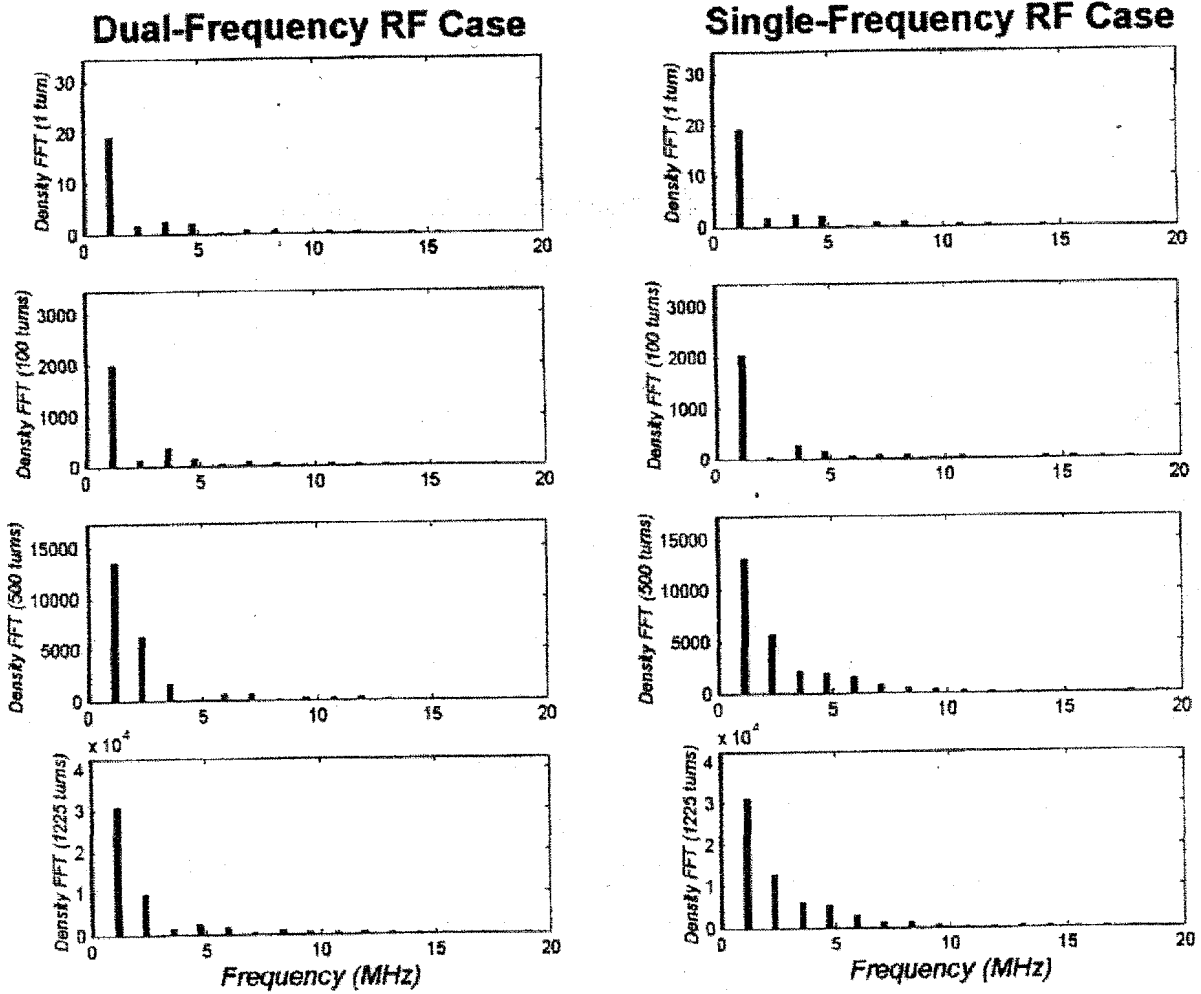 Dual-Frequency RF Case
Single-Frequency RF Case
Density FFT (1 turn)
30
20
10
0
0 5 10 15 20
Density FFT (1 turn)
30
20
10
0
0 5 10 15 20
Density FFT (100 turns)
3000
2000
1000
0
0 5 10 15 20
Density FFT (100 turns)
3000
2000
1000
0
0 5 10 15 20
Density FFT (500 turns)
15000
10000
5000
0
0 5 10 15 20
Density FFT (500 turns)
15000
10000
5000
0
0 5 10 15 20
x 10^4
Density FFT (1225 turns)
4
3
2
1
0
0 5 10 15 20
Frequency (MHz)
x 10^4
Density FFT (1225 turns)
4
3
2
1
0
0 5 10 15 20
Frequency (MHz)